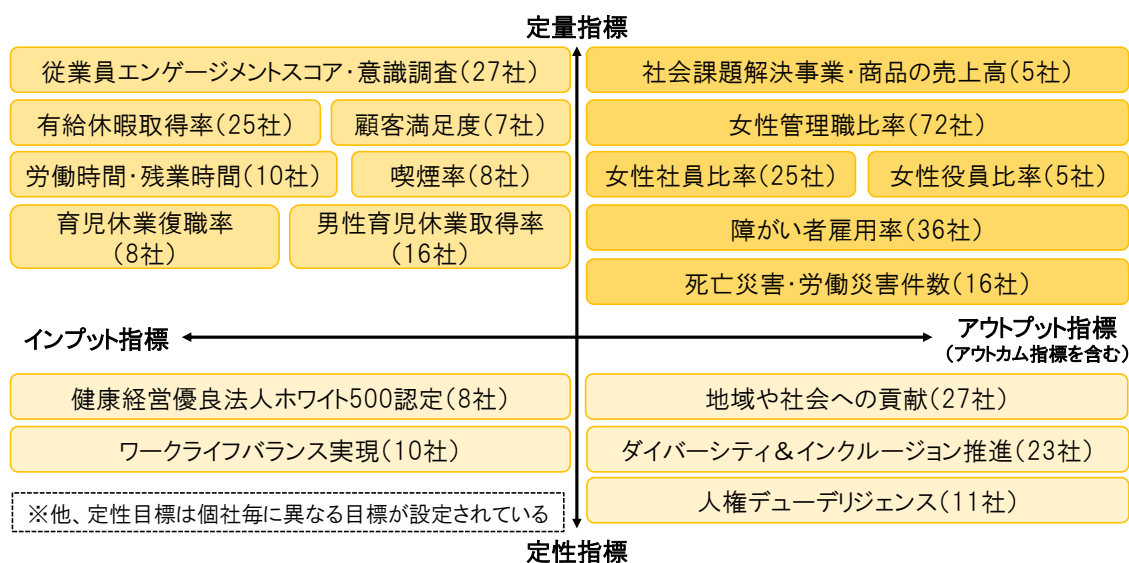 定量指標
従業員エンゲージメントスコア・意識調査(27社)
社会課題解決事業・商品の売上高(5社)
有給休暇取得率(25社)
顧客満足度(7社)
女性管理職比率(72社)
労働時間・残業時間(10社)
喫煙率(8社)
女性社員比率(25社)
女性役員比率(5社)
育児休業復職率
(8社)
男性育児休業取得率
(16社)
障がい者雇用率(36社)
死亡災害・労働災害件数(16社)
インプット指標
アウトプット指標
(アウトカム指標を含む)
健康経営優良法人ホワイト500認定(8社)
地域や社会への貢献(27社)
ワークライフバランス実現(10社)
ダイバーシティ&インクルージョン推進(23社)
人権デューデリジェンス(11社)
※他、定性目標は個社毎に異なる目標が設定されている
定性指標